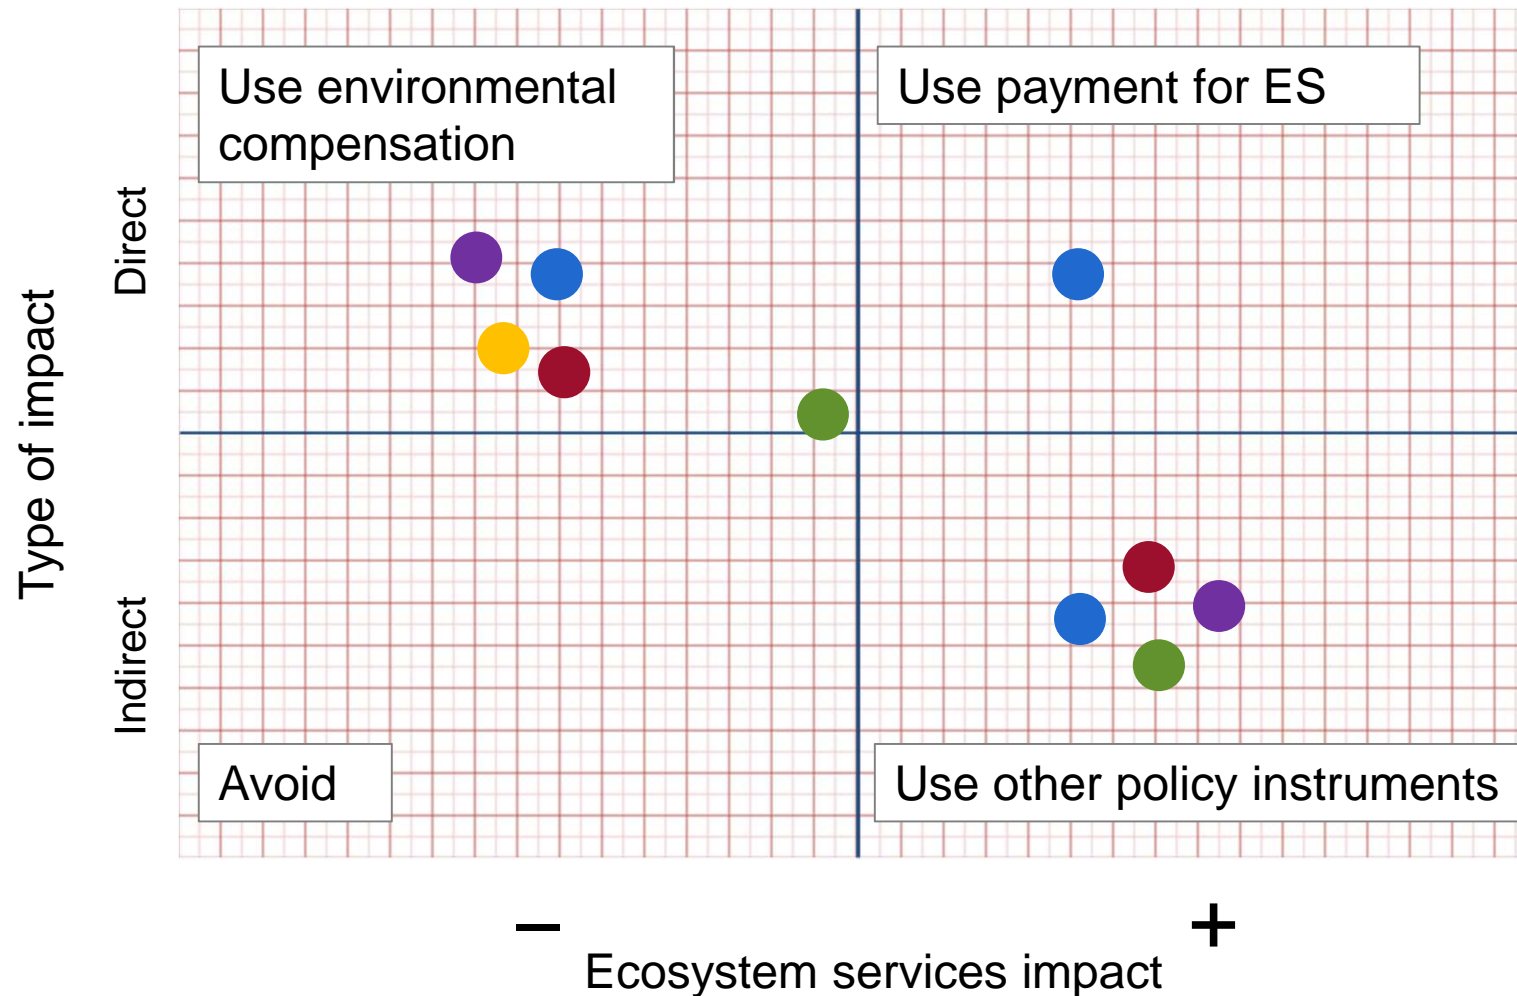 Use environmental
compensation
Use payment for ES
Direct
Type of impact
Indirect
Avoid
Use other policy instruments
–
+
Ecosystem services impact